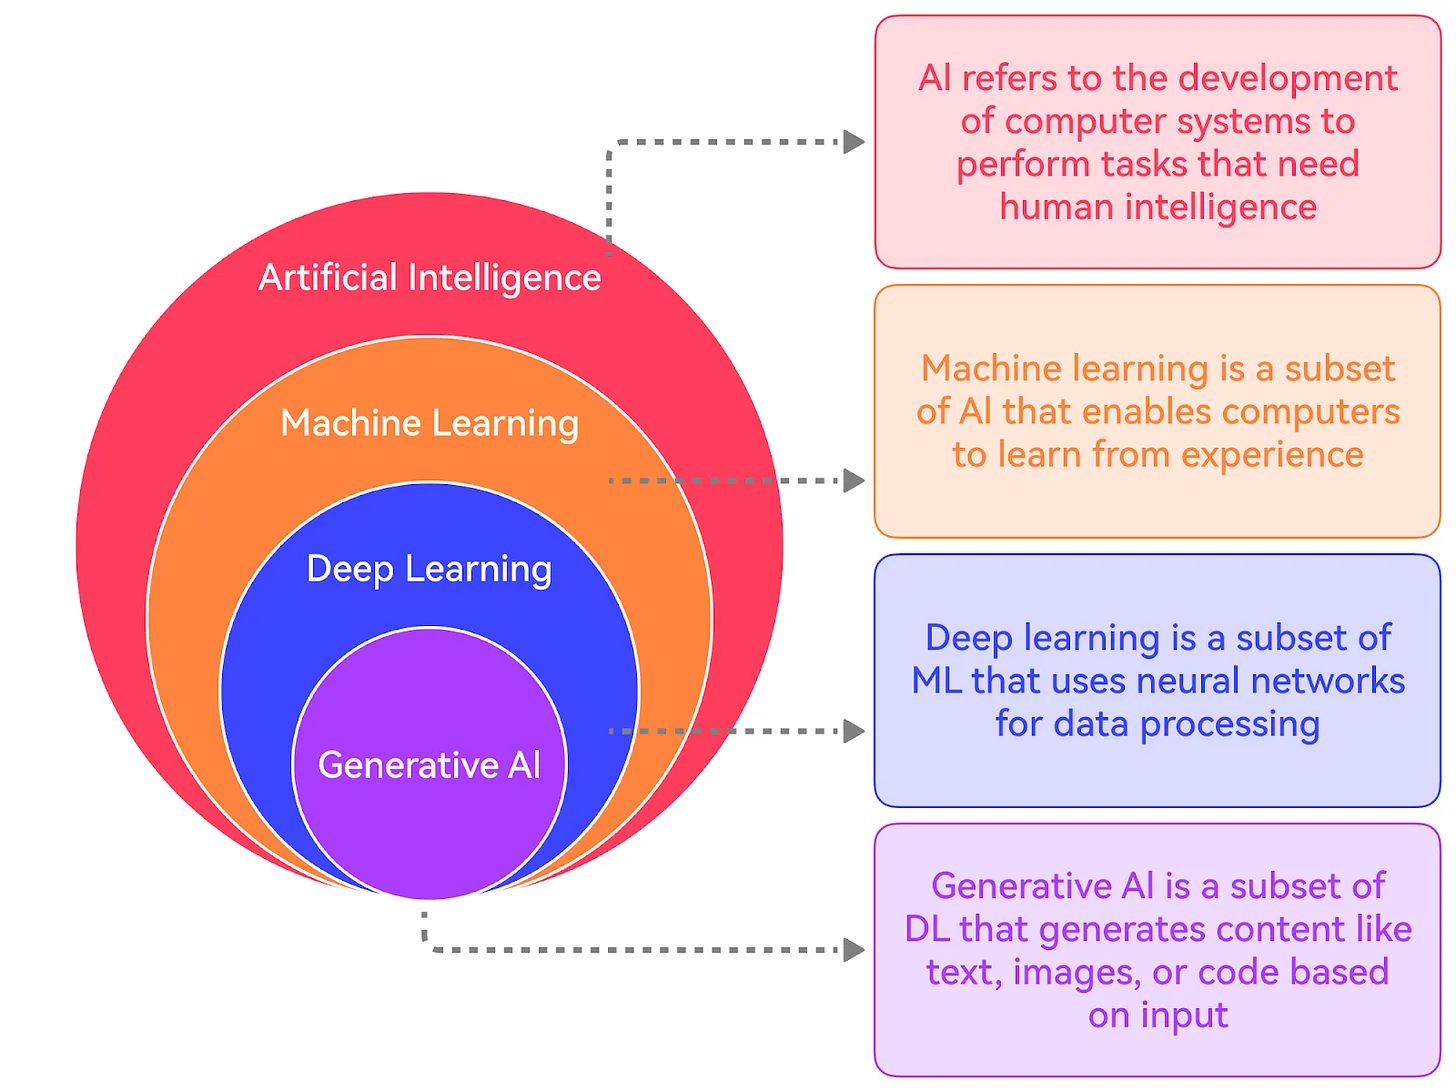 Artificial Intelligence
Machine Learning
Deep Learning
Generative AI
AI refers to the development
of computer systems to
perform tasks that need
human intelligence
Machine learning is a subset
of AI that enables computers
to learn from experience
Deep learning is a subset of
ML that uses neural networks
for data processing
Generative AI is a subset of
DL that generates content like
text, images, or code based
on input